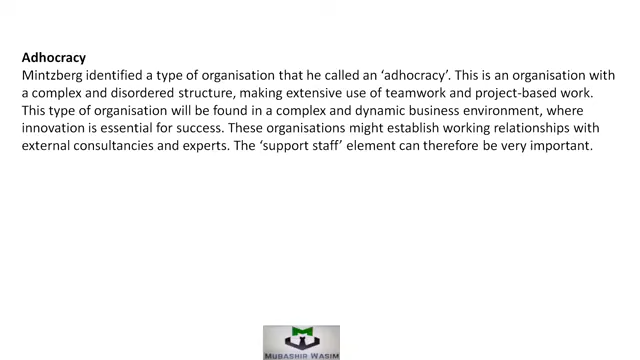 Adhocracy
Mintzberg identified a type of organisation that he called an ‘adhocracy’. This is an organisation with
a complex and disordered structure, making extensive use of teamwork and project-based work.
This type of organisation will be found in a complex and dynamic business environment, where
innovation is essential for success. These organisations might establish working relationships with
external consultancies and experts. The ‘support staff’ element can therefore be very important.
MUBASHIR WASIM